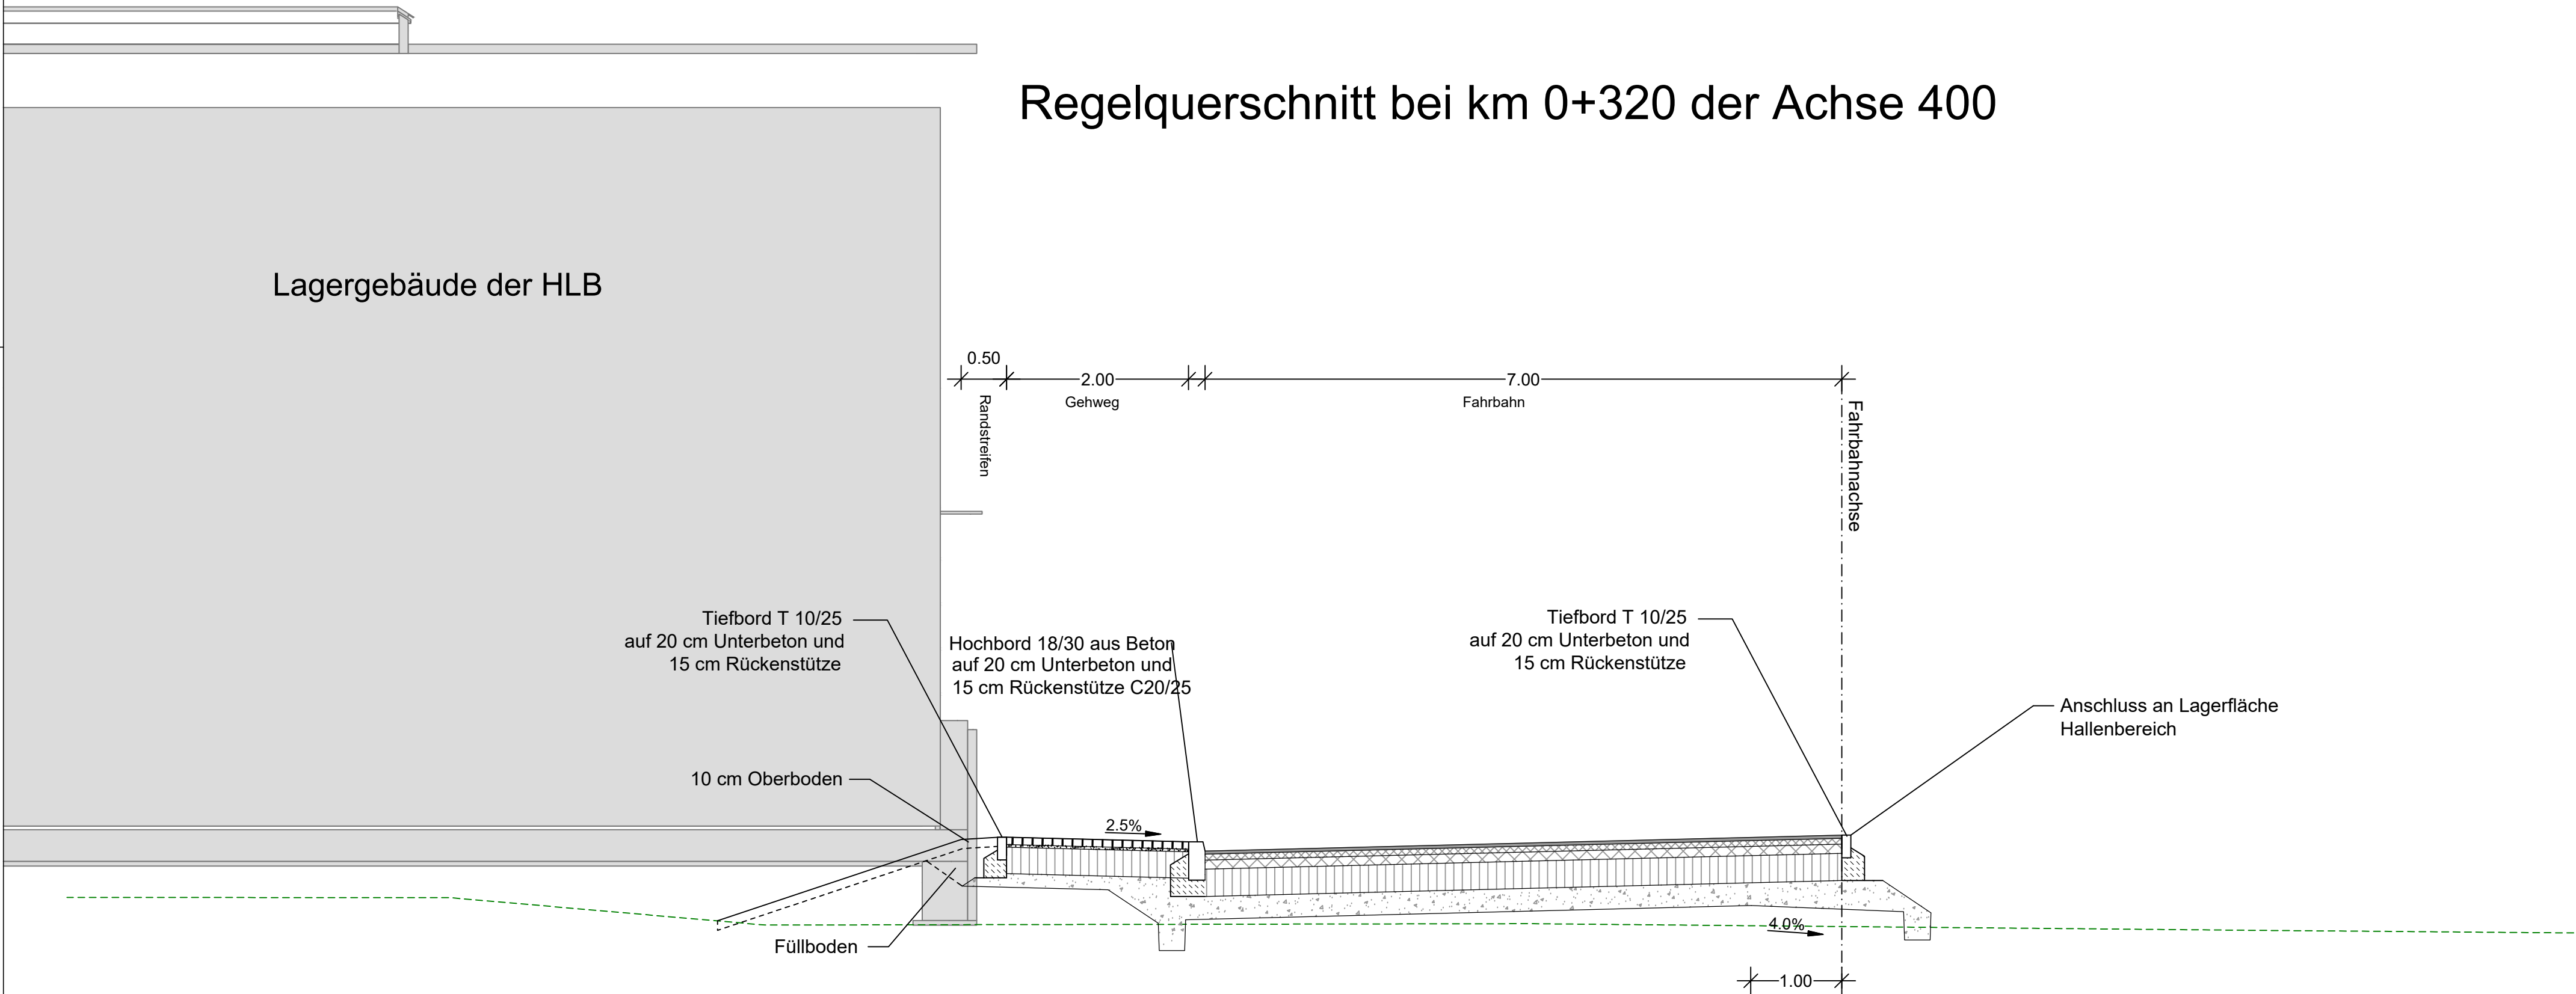 Regelquerschnitt bei km 0+320 der Achse 400
Lagergebäude der HLB
0.50
2.00
7.00
Randstreifen
Gehweg
Fahrbahn
Fahrbahnachse
Tiefbord T 10/25
auf 20 cm Unterbeton und
15 cm Rückenstütze
Hochbord 18/30 aus Beton
auf 20 cm Unterbeton und
15 cm Rückenstütze C20/25
Tiefbord T 10/25
auf 20 cm Unterbeton und
15 cm Rückenstütze
Anschluss an Lagerfläche
Hallenbereich
10 cm Oberboden
2.5%
Füllboden
4.0%
1.00